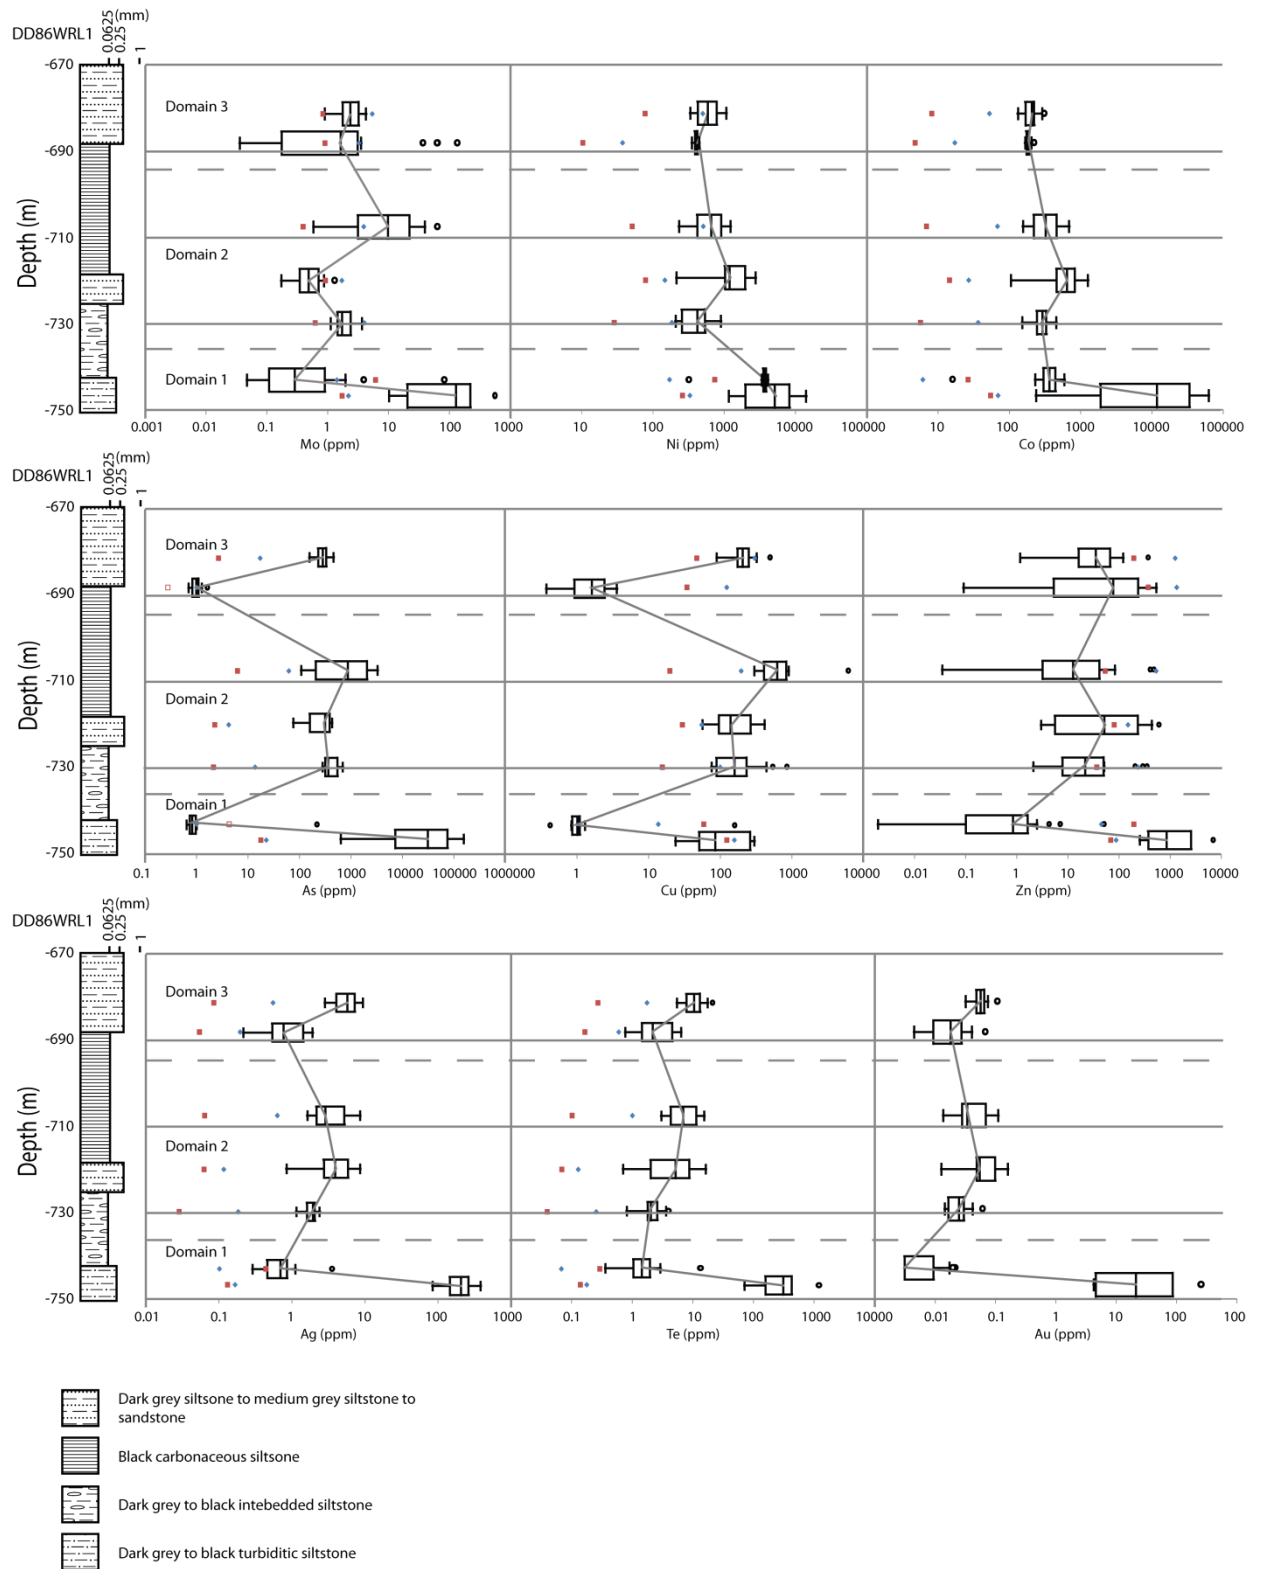 DD86WRL1
0.0625
0.25
(mm)
1
Depth (m)
-670
-690
-710
-730
-750
Domain 3
Domain 2
Domain 1
0.001 0.01 0.1 1 10 100 1000 10 100 1000 10000 100000 10 100 1000 10000 100000
Mo (ppm) Ni (ppm) Co (ppm)
DD86WRL1
0.0625
0.25
(mm)
1
Depth (m)
-670
-690
-710
-730
-750
Domain 3
Domain 2
Domain 1
0.1 1 10 100 1000 10000 100000 10 1 10 100 1000 10000 0.01 0.1 1 10 100 1000 10000
As (ppm) Cu (ppm) Zn (ppm)
DD86WRL1
0.0625
0.25
(mm)
1
Depth (m)
-670
-690
-710
-730
-750
Domain 3
Domain 2
Domain 1
0.01 0.1 1 10 100 1000 0.1 1 10 100 1000 10000 0.01 0.1 1 10 100 100
Ag (ppm) Te (ppm) Au (ppm)
Dark grey siltsone to medium grey siltstone to
sandstone
Black carbonaceous siltsone
Dark grey to black intebedded siltstone
Dark grey to black turbiditic siltstone